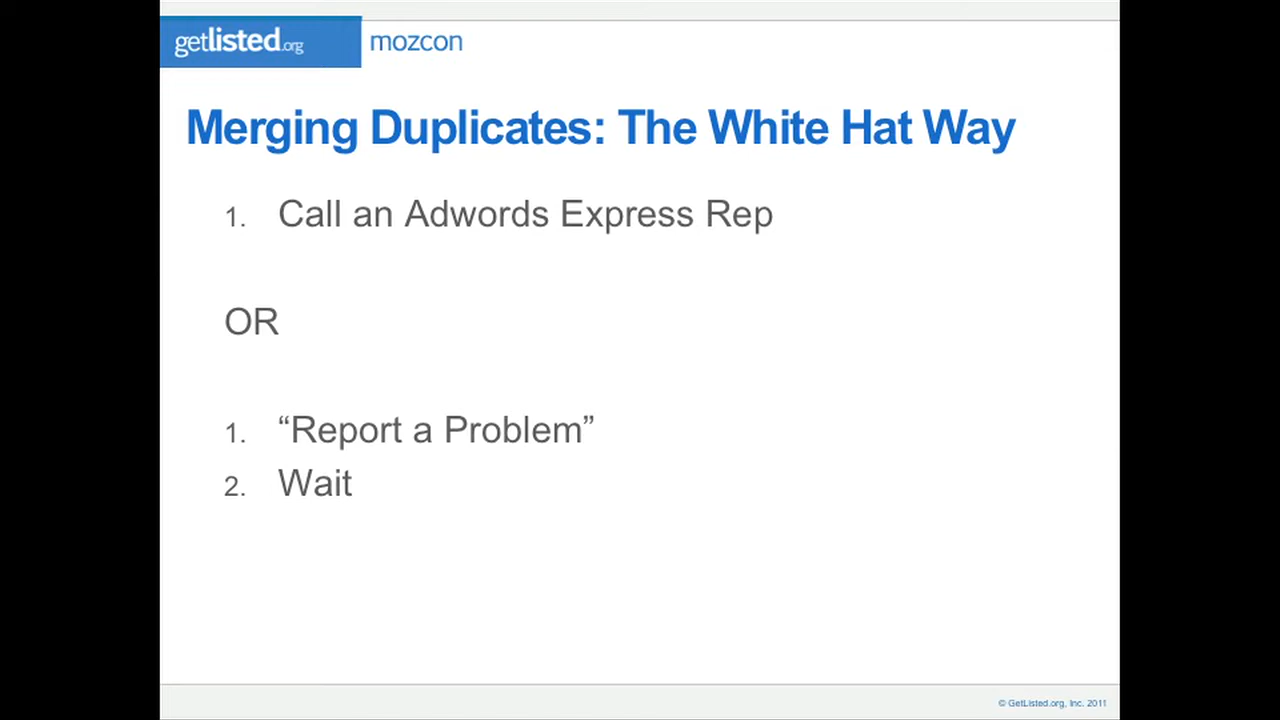 getlisted.org mozcon
Merging Duplicates: The White Hat Way
1. Call an Adwords Express Rep
OR
1. “Report a Problem”
2. Wait
© GetListed.org, Inc. 2011